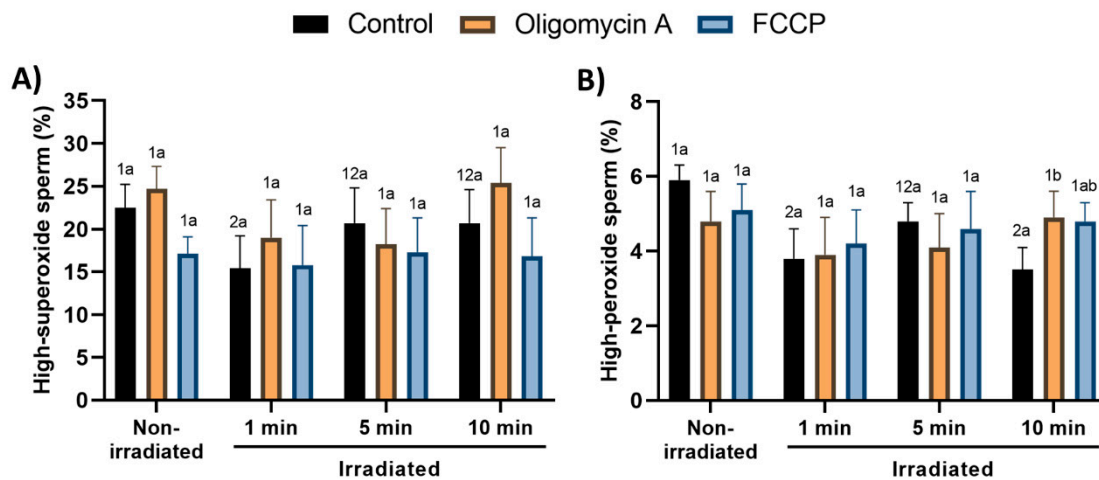 Control Oligomycin A FCCP
A)
High-superoxide sperm (%)
35
30
25
20
15
10
5
0
1a 1a 1a 2a 1a 1a 12a 1a 1a 12a 1a 1a
Non-irradiated 1 min 5 min 10 min
Irradiated
B)
High-peroxide sperm (%)
8
6
4
2
0
1a 1a 1a 2a 1a 1a 12a 1a 1a 2a 1b 1ab
Non-irradiated 1 min 5 min 10 min
Irradiated